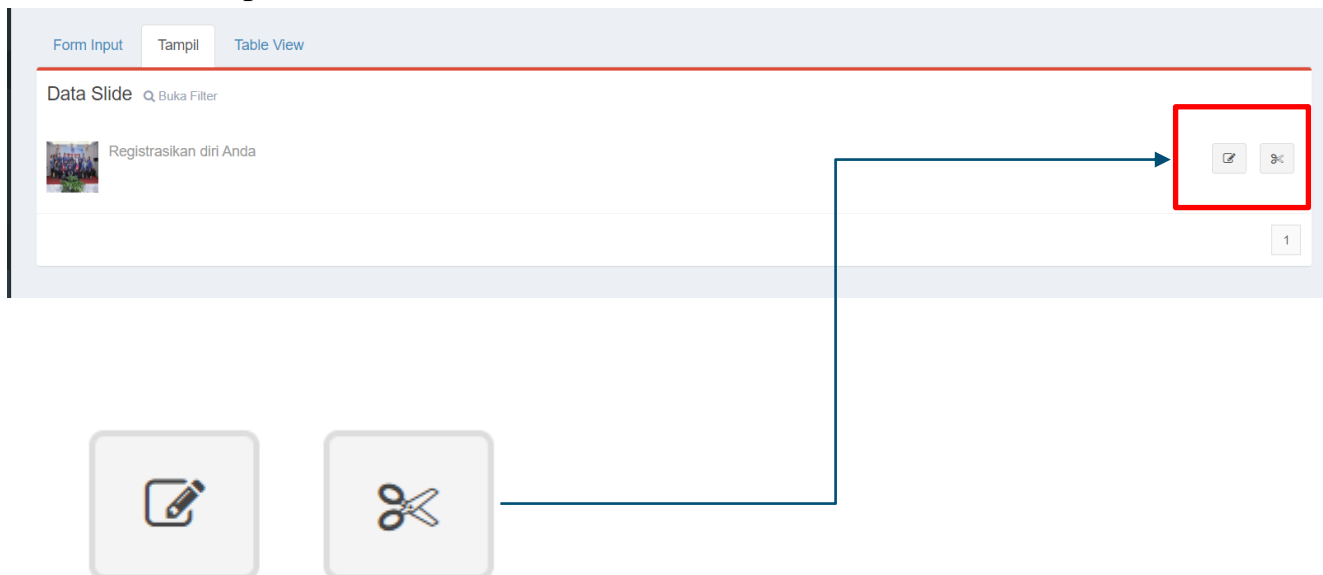 Form Input Tampil Table View
Data Slide Buka Filter
Registrasikan diri Anda
1